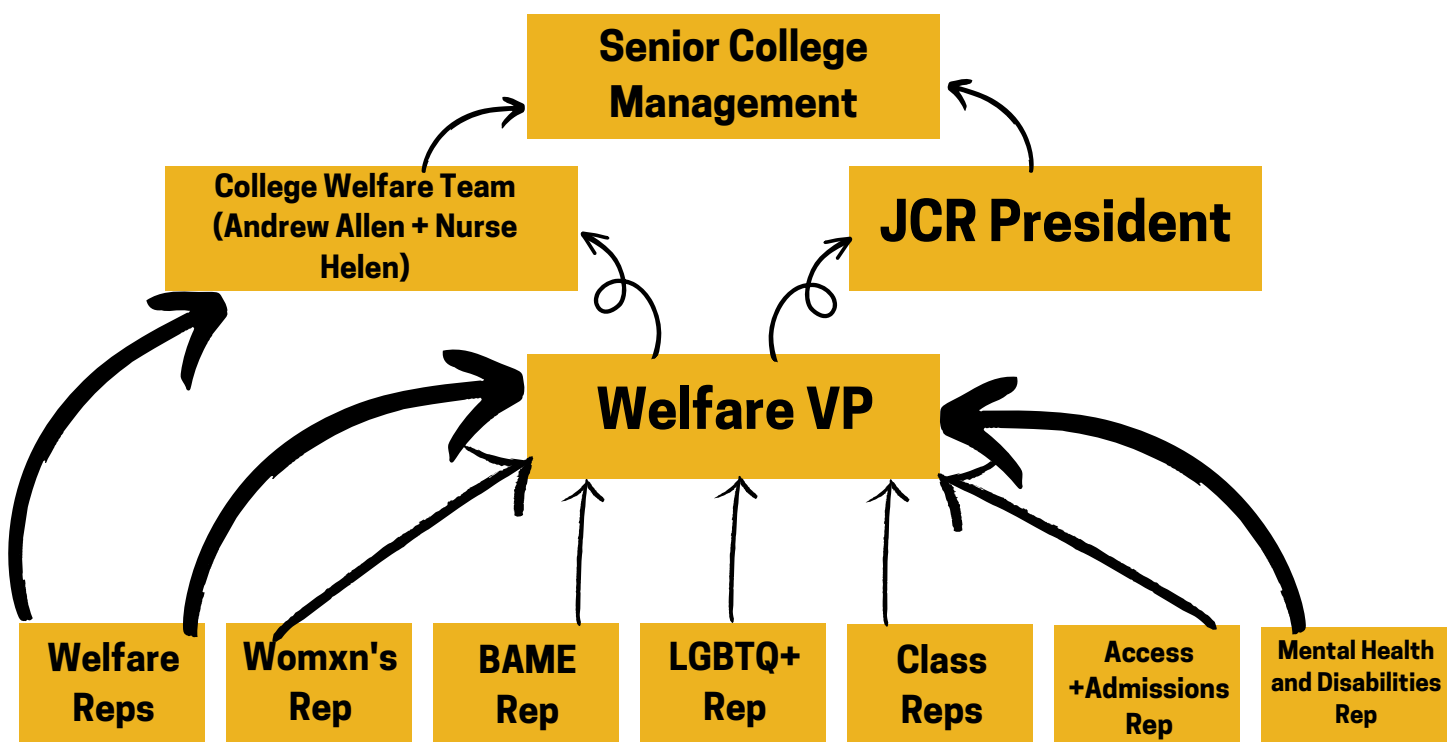 Senior College
Management
College Welfare Team
(Andrew Allen + Nurse
Helen)
JCR President
Welfare VP
Welfare
Reps
Womxn's
Rep
BAME
Rep
LGBTQ+
Rep
Class
Reps
Access
+Admissions
Rep
Mental Health
and Disabilities
Rep